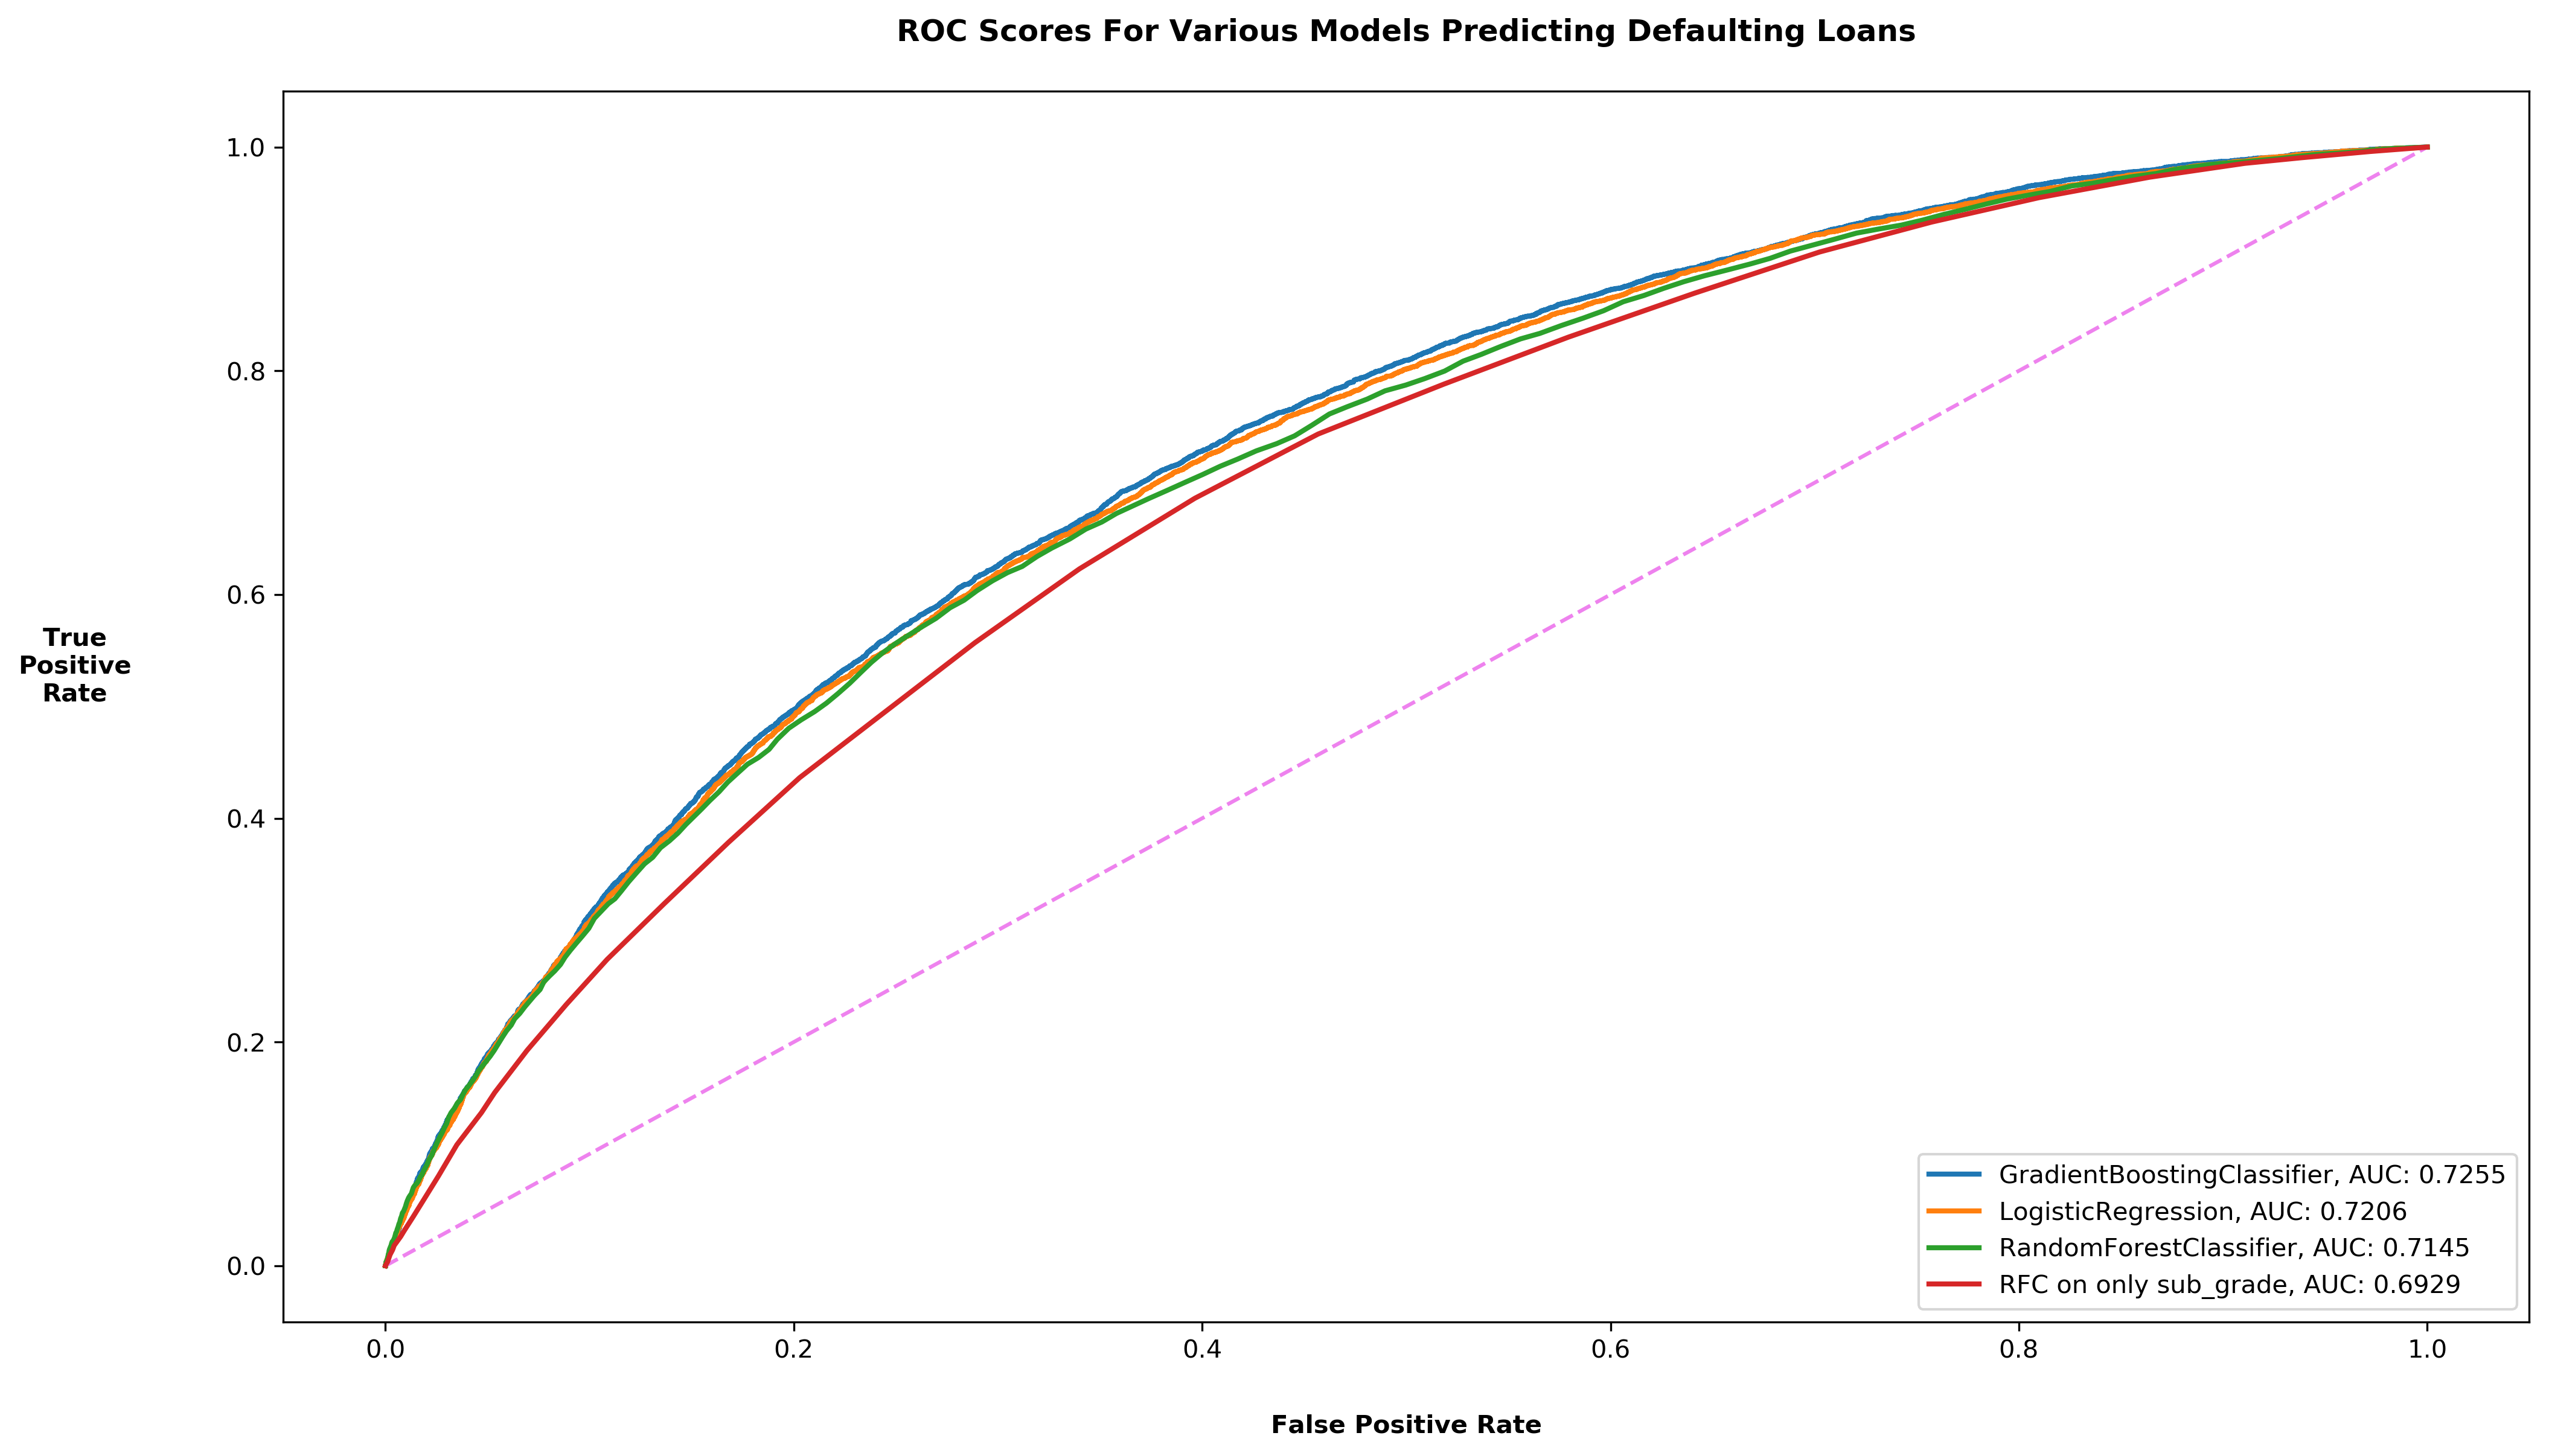 ROC Scores For Various Models Predicting Defaulting Loans
1.0
0.8
0.6
0.4
0.2
0.0
True
Positive
Rate
0.0 0.2 0.4 0.6 0.8 1.0
False Positive Rate
GradientBoostingClassifier, AUC: 0.7255
LogisticRegression, AUC: 0.7206
RandomForestClassifier, AUC: 0.7145
RFC on only sub_grade, AUC: 0.6929